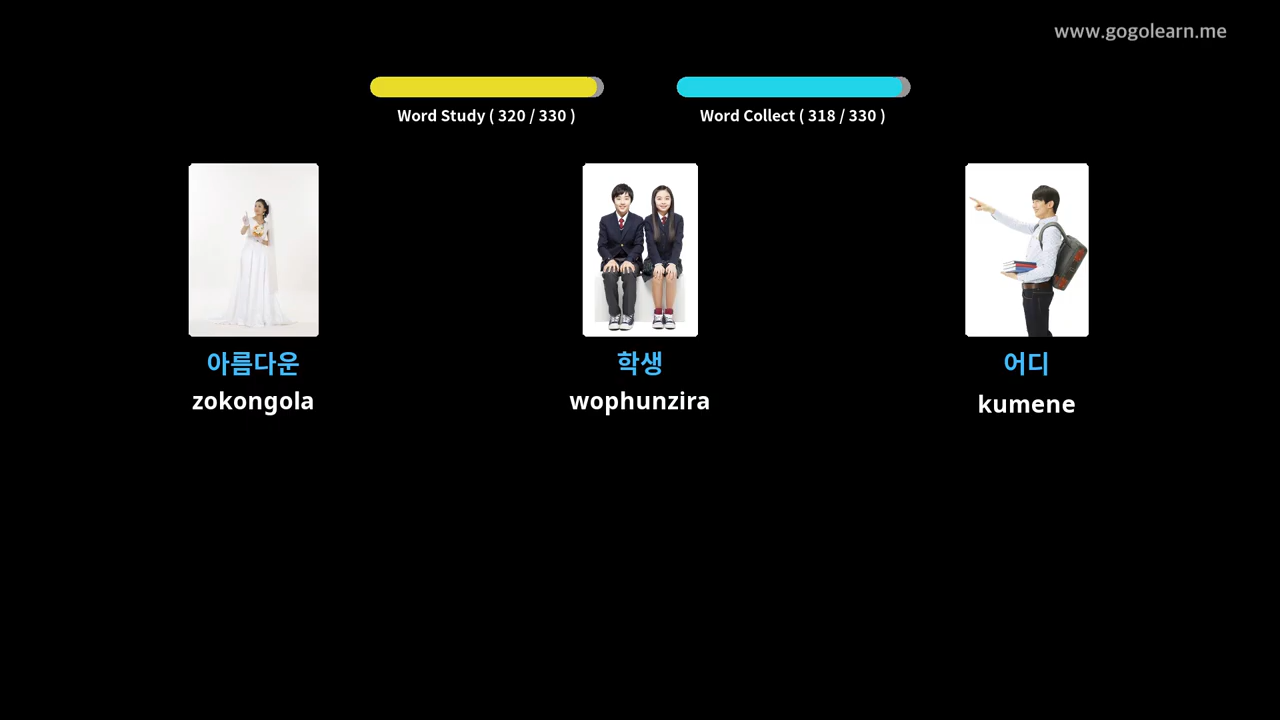 www.gogolearn.me
Word Study ( 320 / 330 )
Word Collect ( 318 / 330 )
아름다운
zokongola
학생
wophunzira
어디
kumene